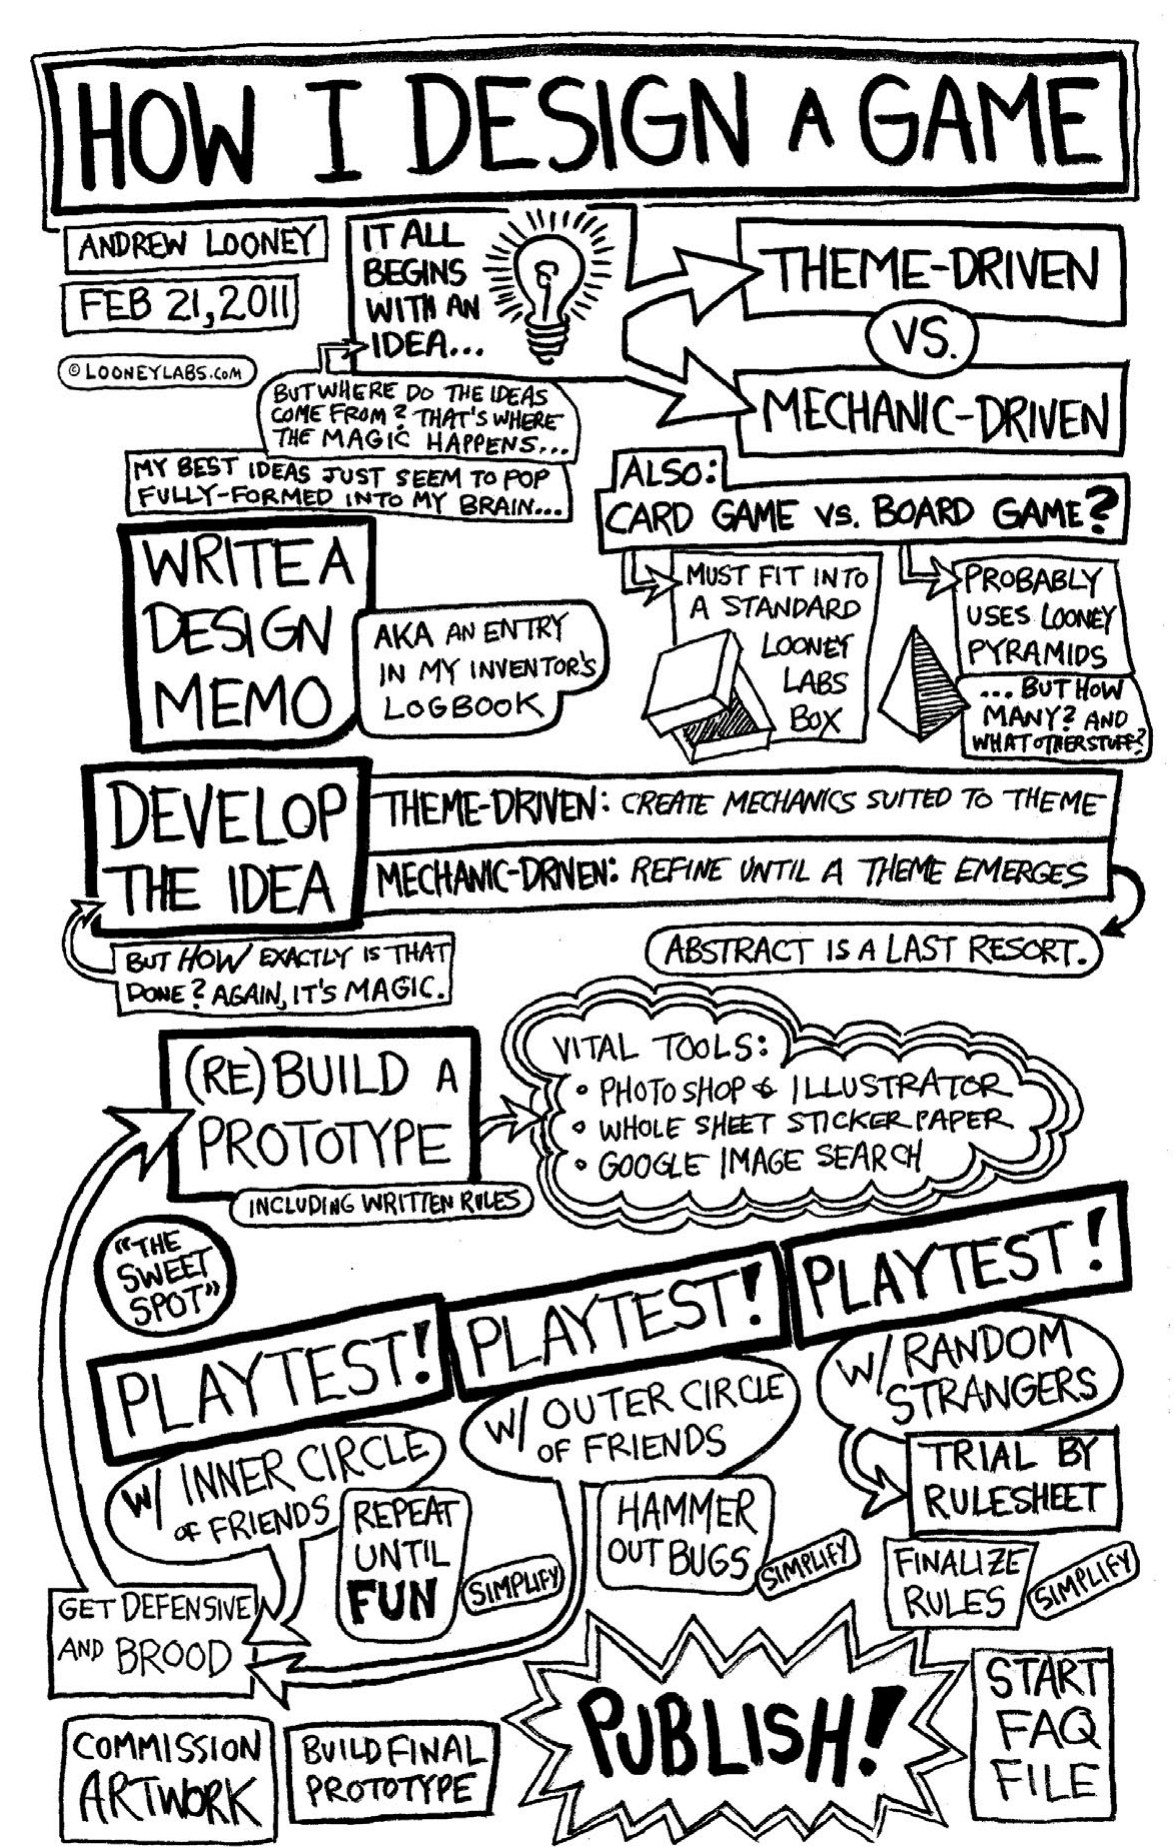 HOW I DESIGN A GAME
ANDREW LOONEY
FEB 21, 2011
© LOONEYLABS.COM
IT ALL
BEGINS
WITH AN
IDEA...
THEME-DRIVEN
VS.
MECHANIC-DRIVEN
BUT WHERE DO THE IDEAS
COME FROM? THAT'S WHERE
THE MAGIC HAPPENS...
MY BEST IDEAS JUST SEEM TO POP
FULLY-FORMED INTO MY BRAIN...
ALSO:
CARD GAME VS. BOARD GAME?
MUST FIT INTO
A STANDARD
LOONEY
LABS
BOX
PROBABLY
USES LOONEY
PYRAMIDS
... BUT HOW
MANY? AND
WHAT OTHER STUFF?
WRITE A
DESIGN
MEMO
AKA AN ENTRY
IN MY INVENTOR'S
LOGBOOK
DEVELOP
THE IDEA
THEME-DRIVEN: CREATE MECHANICS SUITED TO THEME
MECHANIC-DRIVEN: REFINE UNTIL A THEME EMERGES
ABSTRACT IS A LAST RESORT.
BUT HOW EXACTLY IS THAT
DONE? AGAIN, IT'S MAGIC.
(RE)BUILD A
PROTOTYPE
INCLUDING WRITTEN RULES
VITAL TOOLS:
• PHOTOSHOP & ILLUSTRATOR
• WHOLE SHEET STICKER PAPER
• GOOGLE IMAGE SEARCH
"THE
SWEET
SPOT"
PLAYTEST!
PLAYTEST!
PLAYTEST!
W/ INNER CIRCLE
OF FRIENDS
REPEAT
UNTIL
FUN
SIMPLIFY
W/ OUTER CIRCLE
OF FRIENDS
HAMMER
OUT BUGS
SIMPLIFY
W/ RANDOM
STRANGERS
TRIAL BY
RULESHEET
FINALIZE
RULES
SIMPLIFY
GET DEFENSIVE
AND BROOD
COMMISSION
ARTWORK
BUILD FINAL
PROTOTYPE
PUBLISH!
START
FAQ
FILE